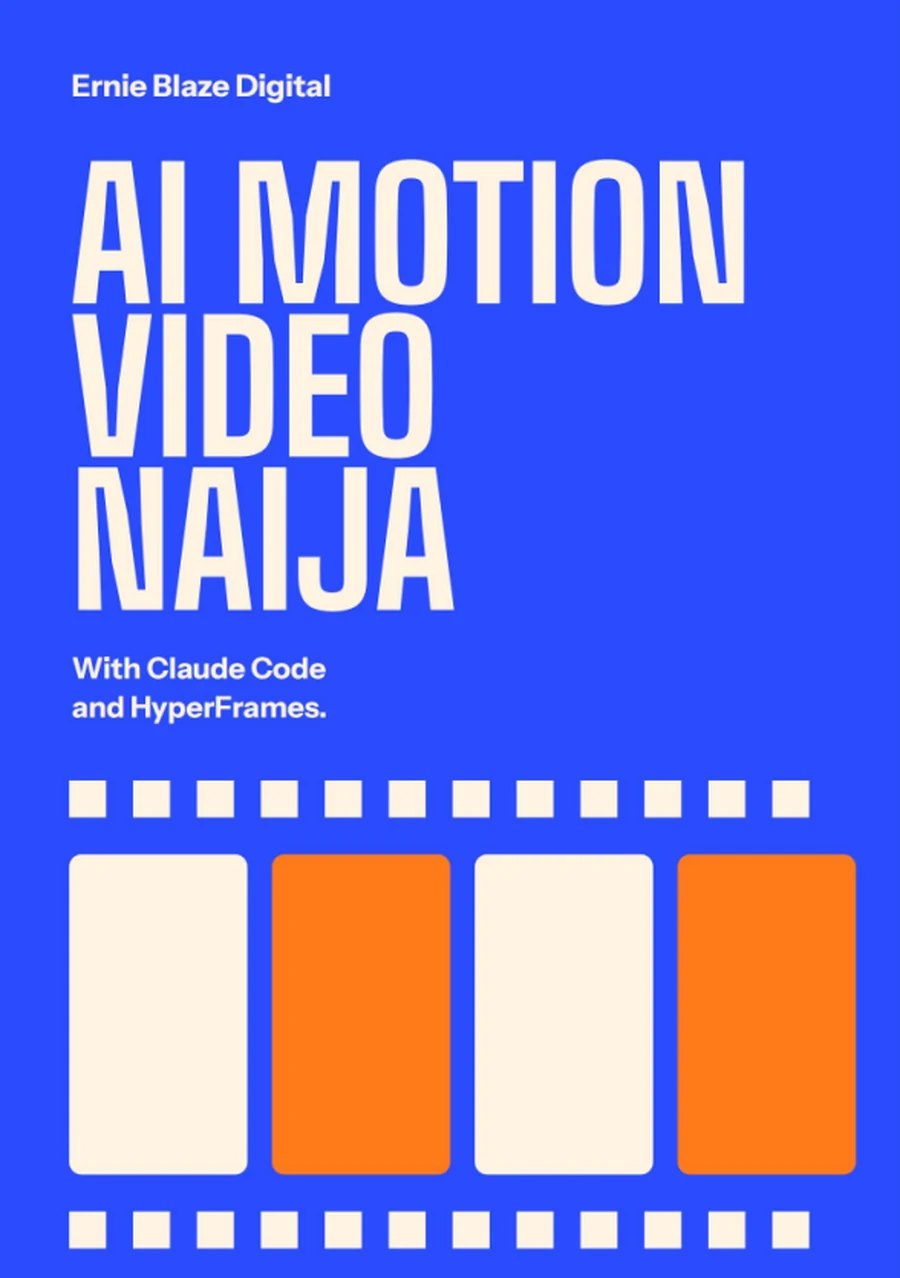 Ernie Blaze Digital
AI MOTION
VIDEO
NAIJA
With Claude Code
and HyperFrames.